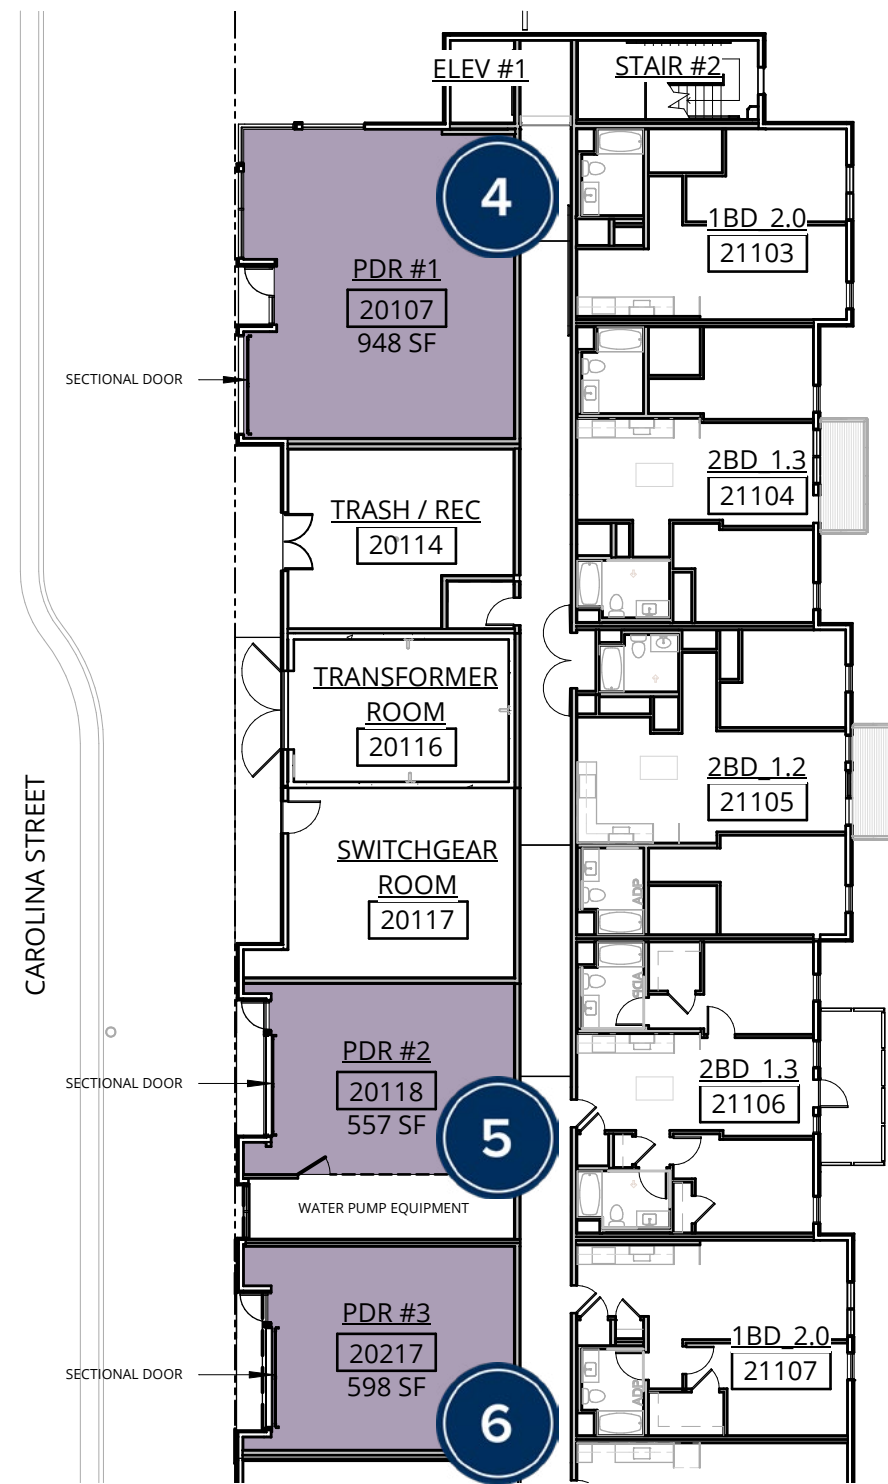 ELEV #1
STAIR #2
4
PDR #1
20107
948 SF
1BD_2.0
21103
SECTIONAL DOOR
2BD_1.3
21104
TRASH / REC
20114
TRANSFORMER
ROOM
20116
2BD_1.2
21105
CAROLINA STREET
SWITCHGEAR
ROOM
20117
ADP
ADP
PDR #2
20118
557 SF
SECTIONAL DOOR
5
2BD_1.3
21106
WATER PUMP EQUIPMENT
PDR #3
20217
598 SF
SECTIONAL DOOR
6
1BD_2.0
21107
ADP